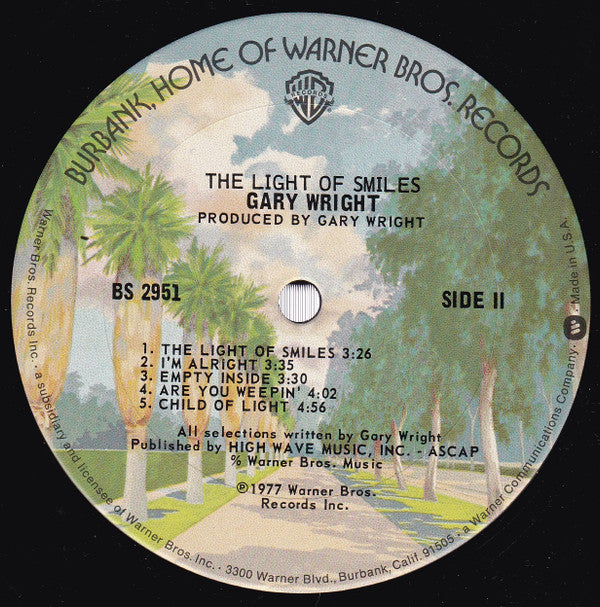 BURBANK, HOME OF WARNER BROS. RECORDS
WB
RECORDS
THE LIGHT OF SMILES
GARY WRIGHT
PRODUCED BY GARY WRIGHT
BS 2951
SIDE II
1. THE LIGHT OF SMILES 3:26
2. I'M ALRIGHT 3:35
3. EMPTY INSIDE 3:30
4. ARE YOU WEEPIN' 4:02
5. CHILD OF LIGHT 4:56
All selections written by Gary Wright
Published by HIGH WAVE MUSIC, INC. - ASCAP
% Warner Bros. Music
℗1977 Warner Bros.
Records Inc.
Warner Bros. Records Inc. • a subsidiary and licensee of Warner Bros. Inc. • 3300 Warner Blvd., Burbank, Calif. 91505 • a Warner Communications Company • Made in U.S.A.